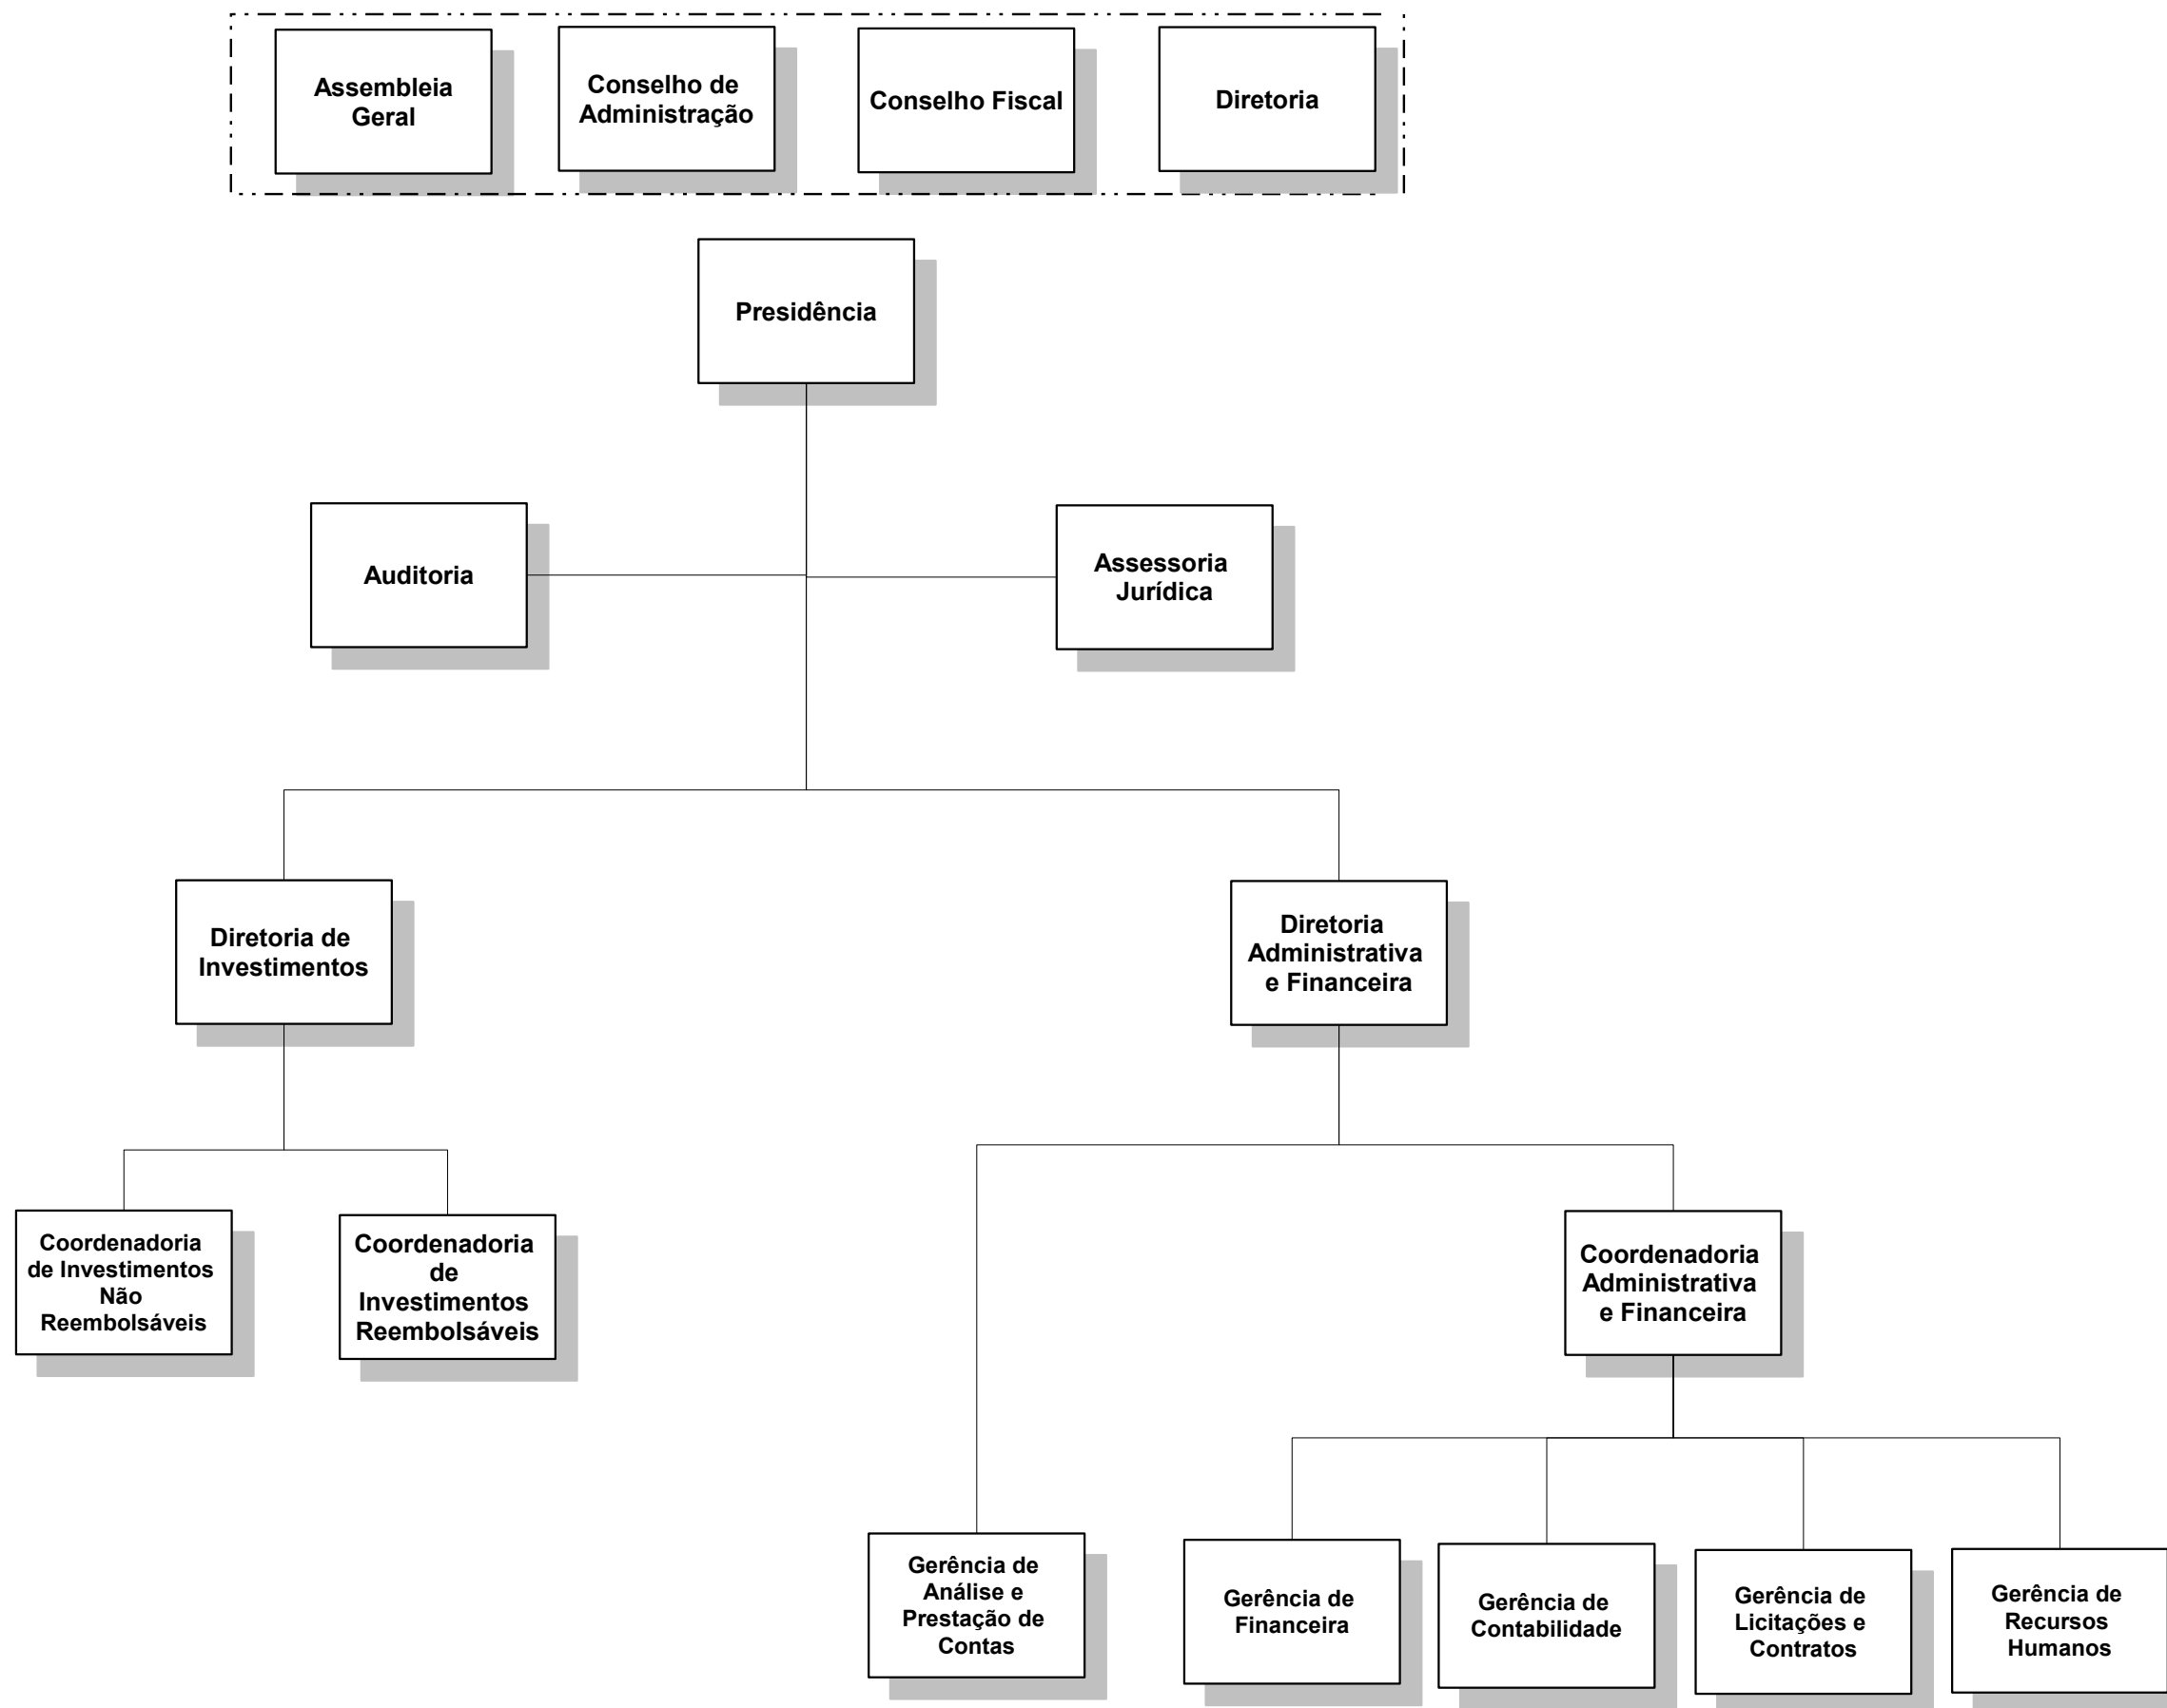 Assembleia
Geral
Conselho de
Administração
Conselho Fiscal
Diretoria
Presidência
Auditoria
Assessoria
Jurídica
Diretoria de
Investimentos
Diretoria
Administrativa
e Financeira
Coordenadoria
de Investimentos
Não
Reembolsáveis
Coordenadoria
de
Investimentos
Reembolsáveis
Coordenadoria
Administrativa
e Financeira
Gerência de
Análise e
Prestação de
Contas
Gerência de
Financeira
Gerência de
Contabilidade
Gerência de
Licitações e
Contratos
Gerência de
Recursos
Humanos